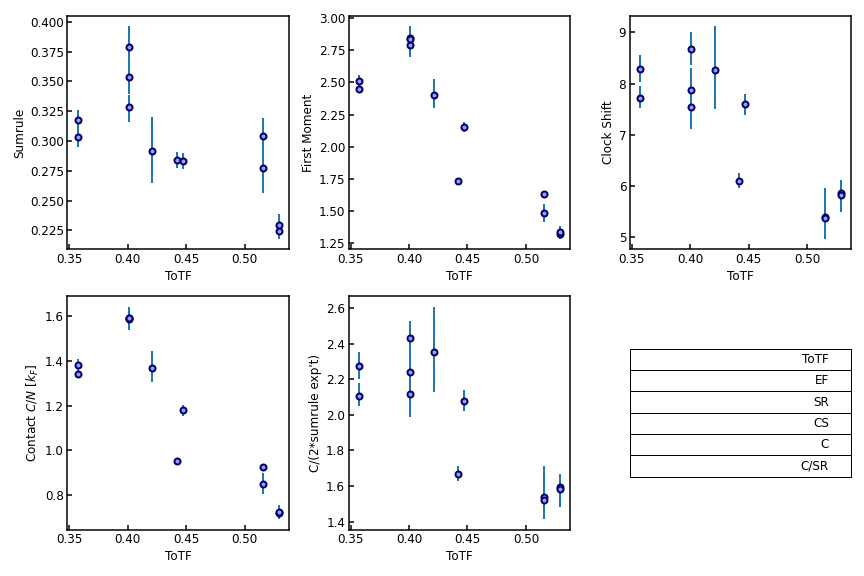 Sumrule
0.400
0.375
0.350
0.325
0.300
0.275
0.250
0.225
0.35 0.40 0.45 0.50
ToTF
First Moment
3.00
2.75
2.50
2.25
2.00
1.75
1.50
1.25
0.35 0.40 0.45 0.50
ToTF
Clock Shift
9
8
7
6
5
0.35 0.40 0.45 0.50
ToTF
Contact C/N [k_F]
1.6
1.4
1.2
1.0
0.8
0.35 0.40 0.45 0.50
ToTF
C/(2*sumrule exp't)
2.6
2.4
2.2
2.0
1.8
1.6
1.4
0.35 0.40 0.45 0.50
ToTF
ToTF
EF
SR
CS
C
C/SR